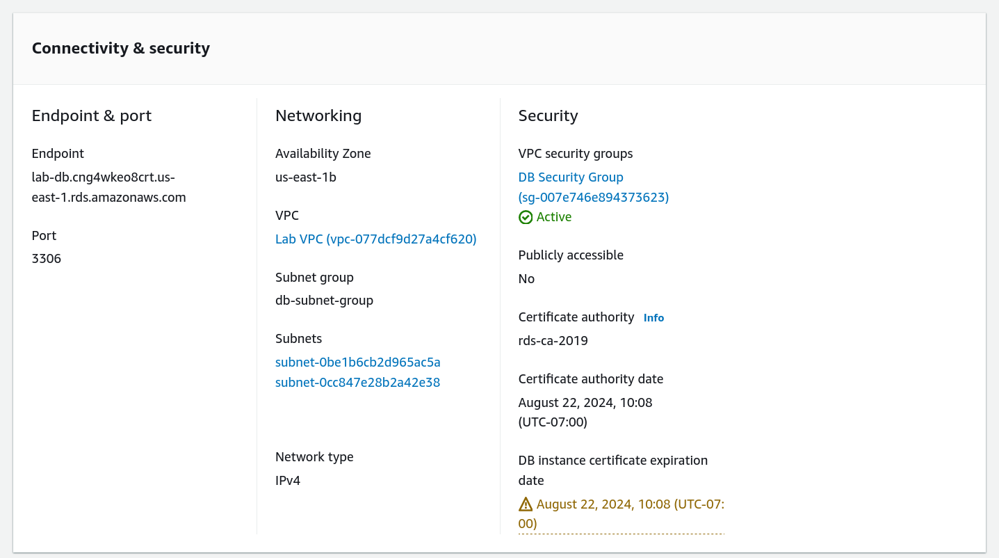 Connectivity & security
Endpoint & port
Endpoint
lab-db.cng4wkeo8crt.us-
east-1.rds.amazonaws.com
Port
3306
Networking
Availability Zone
us-east-1b
VPC
Lab VPC (vpc-077dcf9d27a4cf620)
Subnet group
db-subnet-group
Subnets
subnet-0be1b6cb2d965ac5a
subnet-0cc847e28b2a42e38
Network type
IPv4
Security
VPC security groups
DB Security Group
(sg-007e746e894373623)
Active
Publicly accessible
No
Certificate authority Info
rds-ca-2019
Certificate authority date
August 22, 2024, 10:08
(UTC-07:00)
DB instance certificate expiration
date
August 22, 2024, 10:08 (UTC-07:
00)